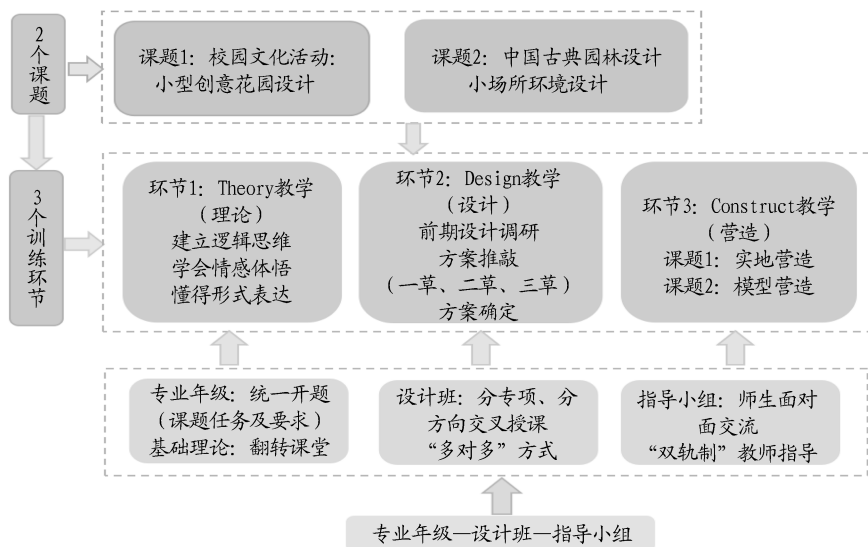 2个课题
课题1：校园文化活动：
小型创意花园设计
课题2：中国古典园林设计
小场所环境设计
3个训练环节
环节1：Theory教学
（理论）
建立逻辑思维
学会情感体悟
懂得形式表达
环节2：Design教学
（设计）
前期设计调研
方案推敲
（一草、二草、三草）
方案确定
环节3：Construct教学
（营造）
课题1：实地营造
课题2：模型营造
专业年级：统一开题
（课题任务及要求）
基础理论：翻转课堂
设计班：分专项、分
方向交叉授课
“多对多”方式
指导小组：师生面对
面交流
“双轨制”教师指导
专业年级—设计班—指导小组